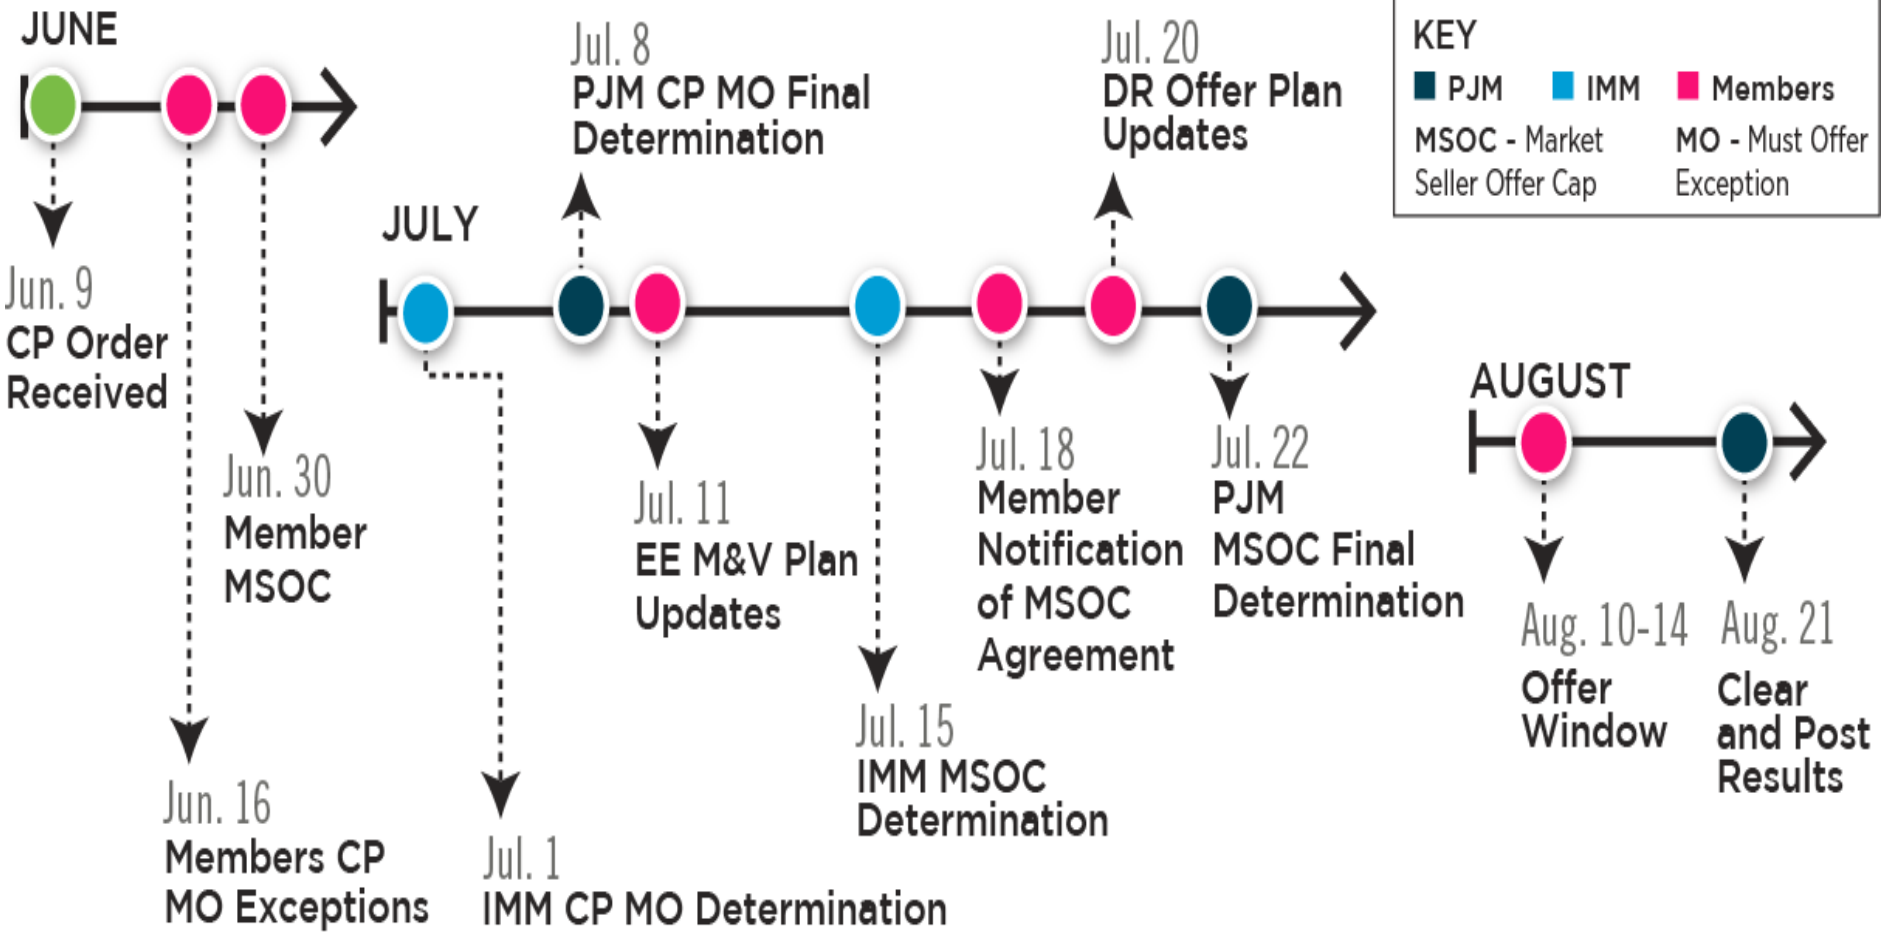 JUNE
Jun. 9
CP Order
Received
Jun. 16
Members CP
MO Exceptions
Jun. 30
Member
MSOC
JULY
Jul. 1
IMM CP MO Determination
Jul. 8
PJM CP MO Final
Determination
Jul. 11
EE M&V Plan
Updates
Jul. 15
IMM MSOC
Determination
Jul. 18
Member
Notification
of MSOC
Agreement
Jul. 20
DR Offer Plan
Updates
Jul. 22
PJM
MSOC Final
Determination
AUGUST
Aug. 10-14
Offer
Window
Aug. 21
Clear
and Post
Results
KEY
PJM IMM Members
MSOC - Market
Seller Offer Cap
MO - Must Offer
Exception